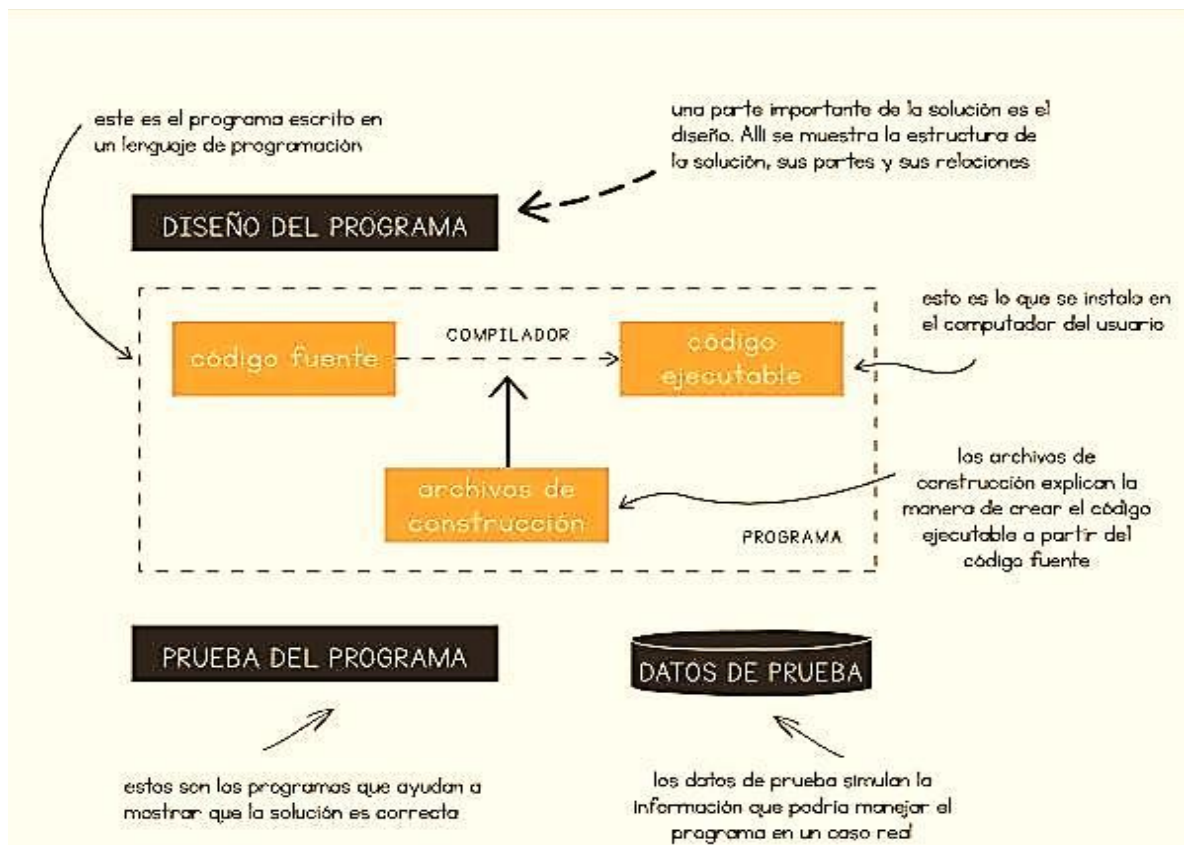 este es el programa escrito en
un lenguaje de programación
una parte importante de la solución es el
diseño. Allí se muestra la estructura de
la solución, sus partes y sus relaciones
DISEÑO DEL PROGRAMA
esto es lo que se instala en
el computador del usuario
código fuente
COMPILADOR
código
ejecutable
archivos de
construcción
los archivos de
construcción explican la
manera de crear el código
ejecutable a partir del
código fuente
PROGRAMA
PRUEBA DEL PROGRAMA
DATOS DE PRUEBA
estos son los programas que ayudan a
mostrar que la solución es correcta
los datos de prueba simulan la
información que podría manejar el
programa en un caso real